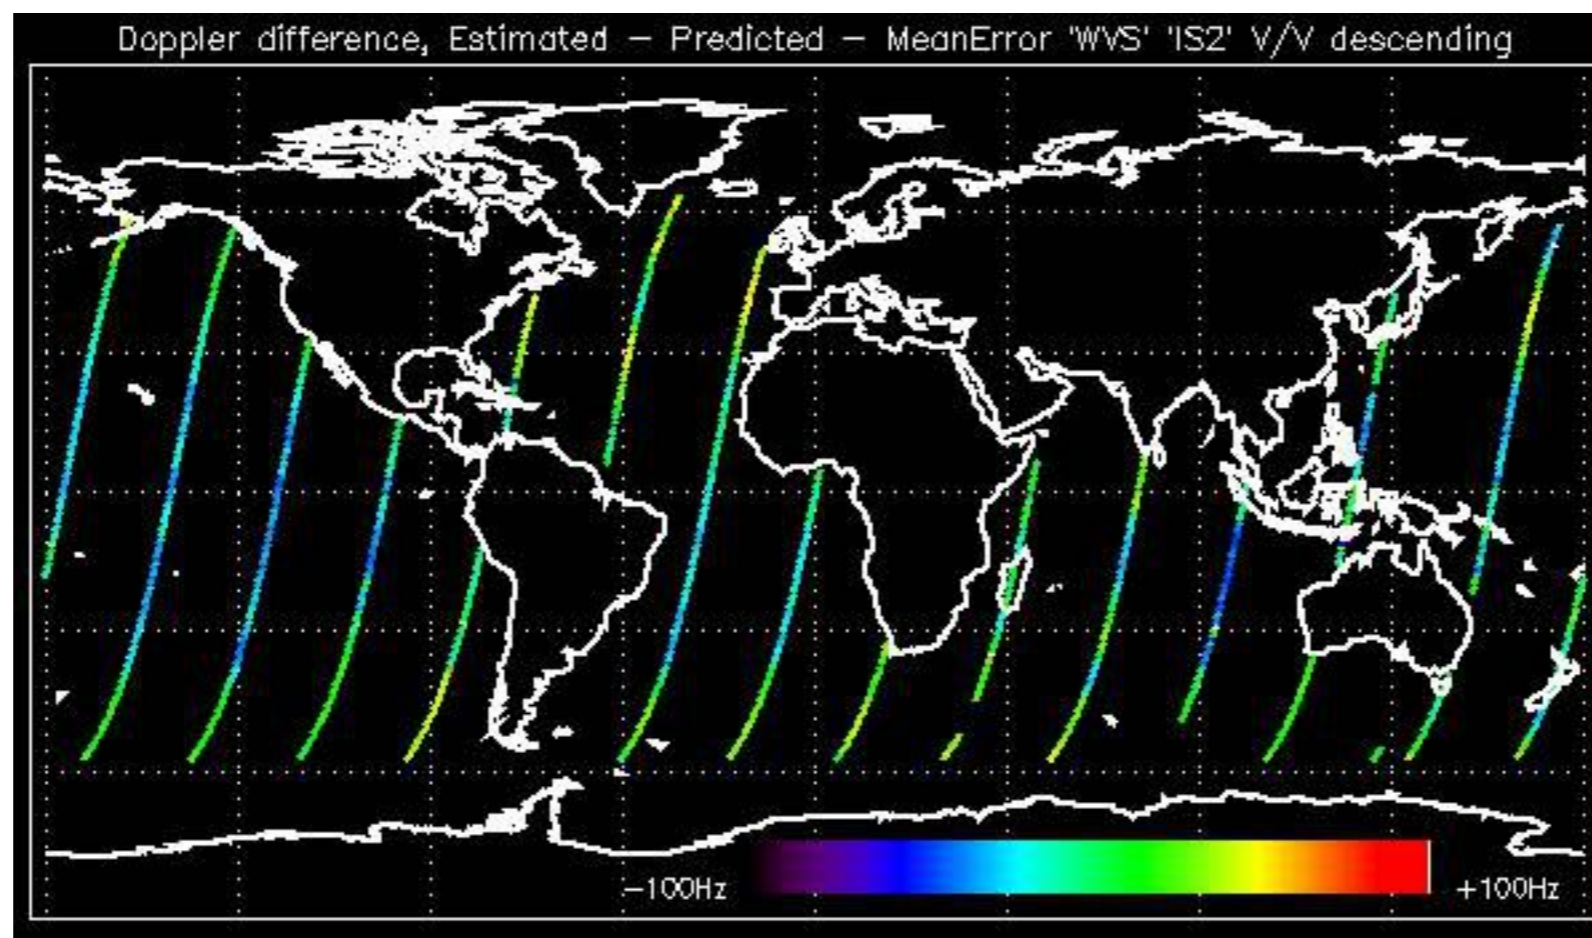 Doppler difference, Estimated - Predicted - MeanError 'WVS' 'IS2' V/V descending
-100Hz
+100Hz